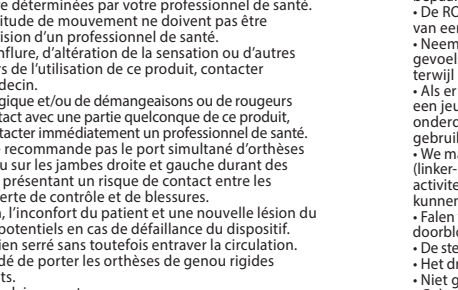 re déterminées par votre professionnel de santé.
itude de mouvement ne doivent pas être
ision d'un professionnel de santé.
nflure, d'altération de la sensation ou d'autres
rs de l'utilisation de ce produit, contacter
decin.
gique et/ou de démangeaisons ou de rougeurs
tact avec une partie quelconque de ce produit,
tacter immédiatement un professionnel de santé.
e recommande pas le port simultané d'orthèses
u sur les jambes droite et gauche durant des
présentant un risque de contact entre les
erte de contrôle et de blessures.
, l'inconfort du patient et une nouvelle lésion du
potentiels en cas de défaillance du dispositif.
ien serré sans toutefois entraver la circulation.
dé de porter les orthèses de genou rigides
ts.
• De RO
van een
• Neem
gevoel
terwijl
• Als er
een jeu
onderd
gebruik
• We ma
(linker-
activite
kunnen
• Falen
doorblo
• De ste
• Het dr
• Niet g